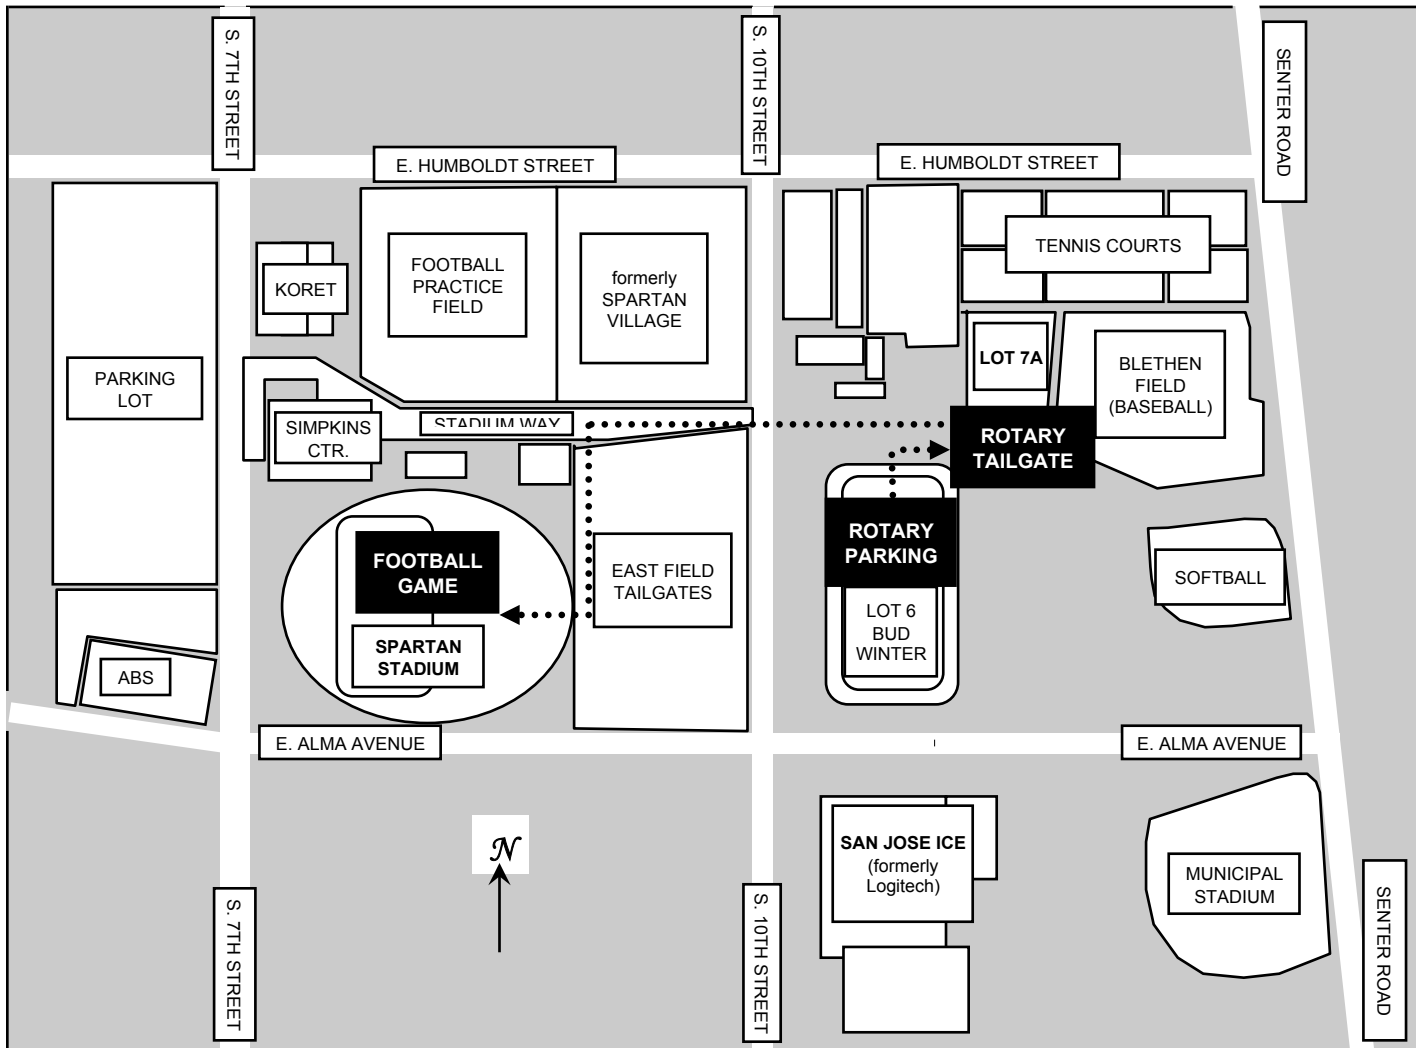 S. 7TH STREET
S. 10TH STREET
SENTER ROAD
E. HUMBOLDT STREET
E. HUMBOLDT STREET
KORET
FOOTBALL
PRACTICE
FIELD
formerly
SPARTAN
VILLAGE
TENNIS COURTS
PARKING
LOT
LOT 7A
BLETHEN
FIELD
(BASEBALL)
SIMPKINS
CTR.
STADIUM WAY
ROTARY
TAILGATE
FOOTBALL
GAME
EAST FIELD
TAILGATES
ROTARY
PARKING
SOFTBALL
LOT 6
BUD
WINTER
SPARTAN
STADIUM
ABS
E. ALMA AVENUE
E. ALMA AVENUE
N
SAN JOSE ICE
(formerly
Logitech)
MUNICIPAL
STADIUM
S. 7TH STREET
S. 10TH STREET
SENTER ROAD